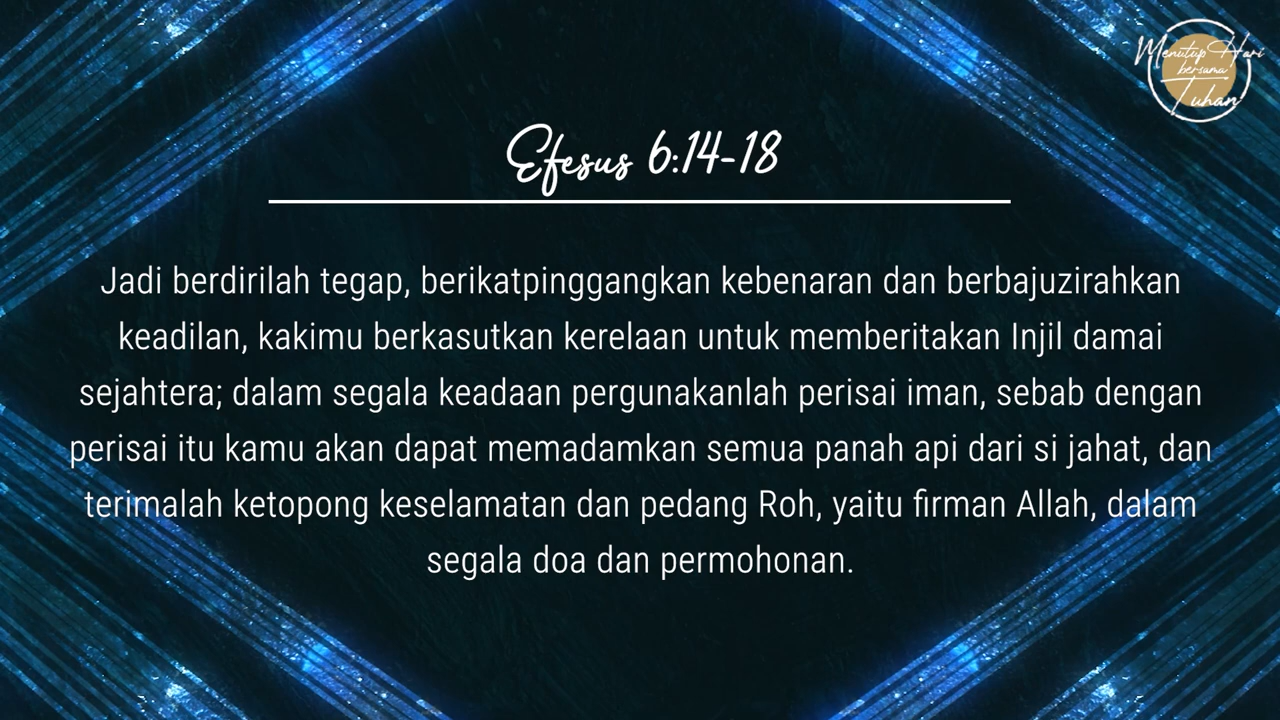 Menutup Hari
bersama
Tuhan
Efesus 6:14-18
Jadi berdirilah tegap, berikatpinggangkan kebenaran dan berbajuzirahkan
keadilan, kakimu berkasutkan kerelaan untuk memberitakan Injil damai
sejahtera; dalam segala keadaan pergunakanlah perisai iman, sebab dengan
perisai itu kamu akan dapat memadamkan semua panah api dari si jahat, dan
terimalah ketopong keselamatan dan pedang Roh, yaitu firman Allah, dalam
segala doa dan permohonan.